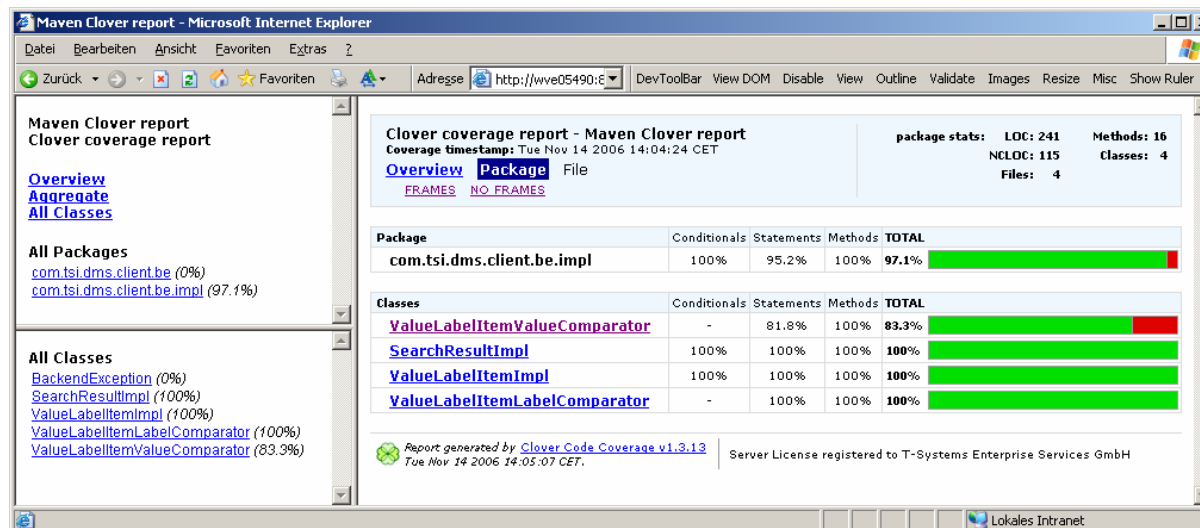 Maven Clover report - Microsoft Internet Explorer
Datei Bearbeiten Ansicht Favoriten Extras ?
Zurück Favoriten Adresse http://wve05490:8 DevToolBar View DOM Disable View Outline Validate Images Resize Misc Show Ruler
Maven Clover report
Clover coverage report
Overview
Aggregate
All Classes
All Packages
com.tsi.dms.client.be (0%)
com.tsi.dms.client.be.impl (97.1%)
All Classes
BackendException (0%)
SearchResultImpl (100%)
ValueLabelItemImpl (100%)
ValueLabelItemLabelComparator (100%)
ValueLabelItemValueComparator (83.3%)
Clover coverage report - Maven Clover report
Coverage timestamp: Tue Nov 14 2006 14:04:24 CET
Overview Package File
FRAMES NO FRAMES
package stats: LOC: 241 Methods: 16
NCLOC: 115 Classes: 4
Files: 4
Package Conditionals Statements Methods TOTAL
com.tsi.dms.client.be.impl 100% 95.2% 100% 97.1%
Classes Conditionals Statements Methods TOTAL
ValueLabelItemValueComparator - 81.8% 100% 83.3%
SearchResultImpl 100% 100% 100% 100%
ValueLabelItemImpl 100% 100% 100% 100%
ValueLabelItemLabelComparator - 100% 100% 100%
Report generated by Clover Code Coverage v1.3.13
Tue Nov 14 2006 14:05:07 CET.
Server License registered to T-Systems Enterprise Services GmbH
Lokales Intranet